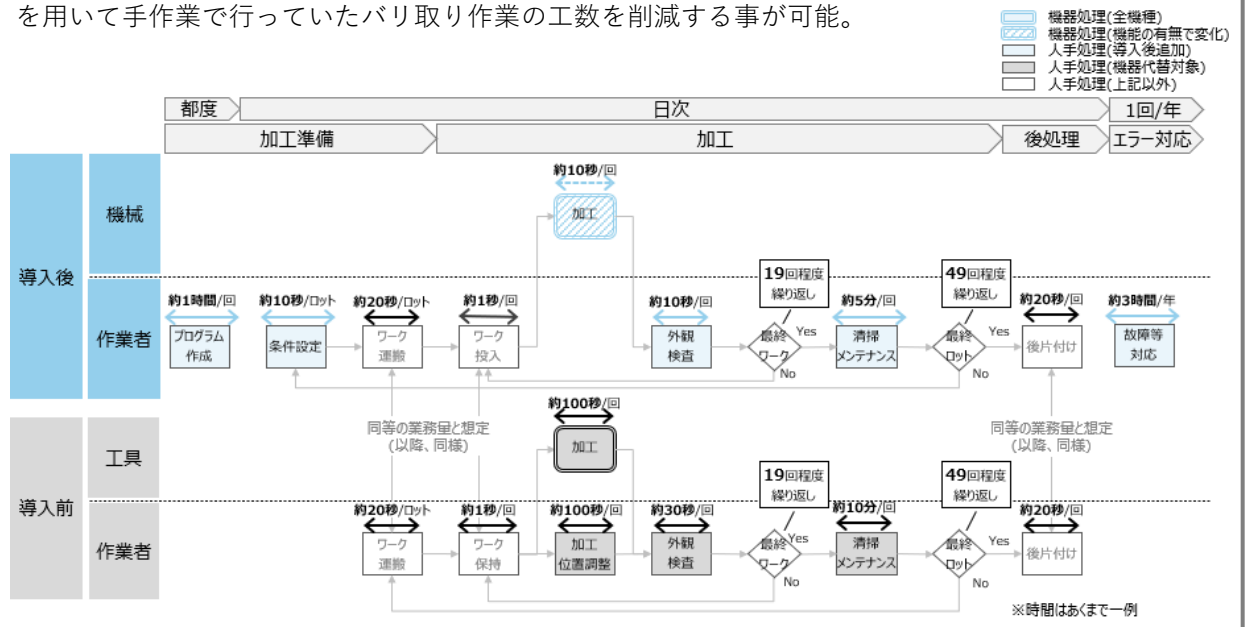 を用いて手作業で行っていたバリ取り作業の工数を削減する事が可能。
機器処理(全機種)
機器処理(機能の有無で変化)
人手処理(導入後追加)
人手処理(機器代替対象)
人手処理(上記以外)
都度
日次
1回/年
加工準備
加工
後処理
エラー対応
導入後
機械
約10秒/回
加工
作業者
約1時間/回
プログラム
作成
約10秒/ロット
条件設定
約20秒/ロット
ワーク
運搬
約1秒/回
ワーク
投入
約10秒/回
外観
検査
19回程度
繰り返し
最終
ワーク
Yes
No
約5分/回
清掃
メンテナンス
49回程度
繰り返し
最終
ロット
Yes
No
約20秒/回
後片付け
約3時間/年
故障等
対応
同等の業務量と想定
(以降、同様)
同等の業務量と想定
(以降、同様)
導入前
工具
約100秒/回
加工
作業者
約20秒/ロット
ワーク
運搬
約1秒/回
ワーク
保持
約100秒/回
加工
位置調整
約30秒/回
外観
検査
19回程度
繰り返し
最終
ワーク
Yes
No
約10分/回
清掃
メンテナンス
49回程度
繰り返し
最終
ロット
Yes
No
約20秒/回
後片付け
※時間はあくまで一例